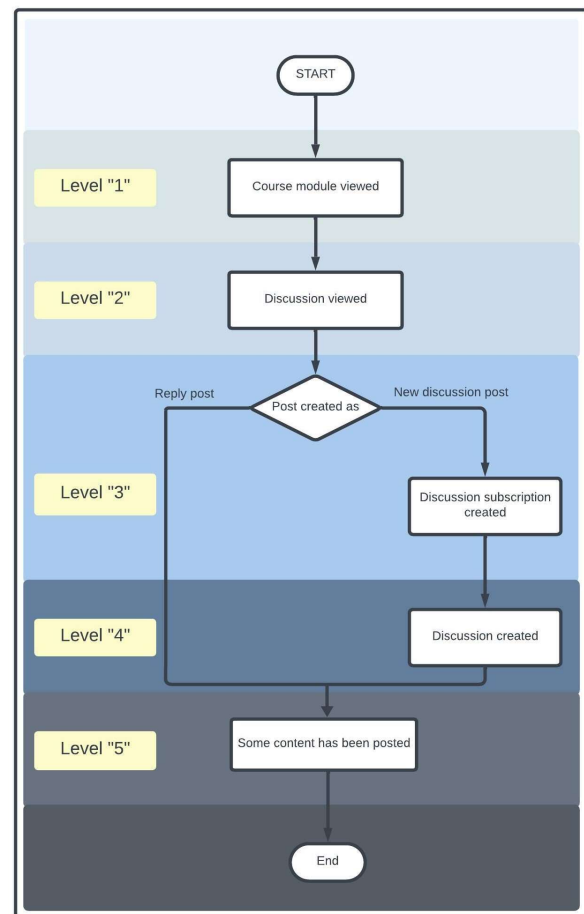 START
Level "1"
Course module viewed
Level "2"
Discussion viewed
Reply post
New discussion post
Post created as
Level "3"
Discussion subscription
created
Level "4"
Discussion created
Level "5"
Some content has been posted
End